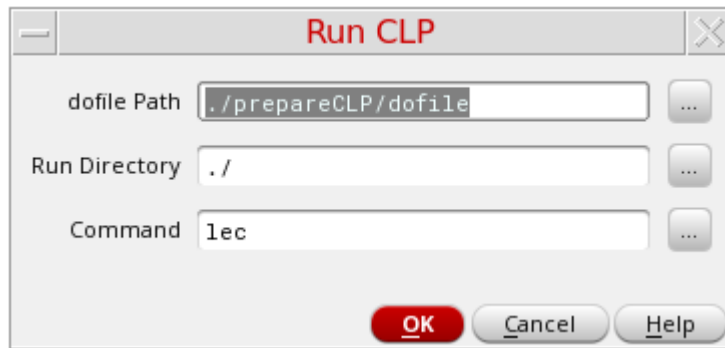 Run CLP
dofile Path ./prepareCLP/dofile ...
Run Directory ./ ...
Command lec ...
OK Cancel Help